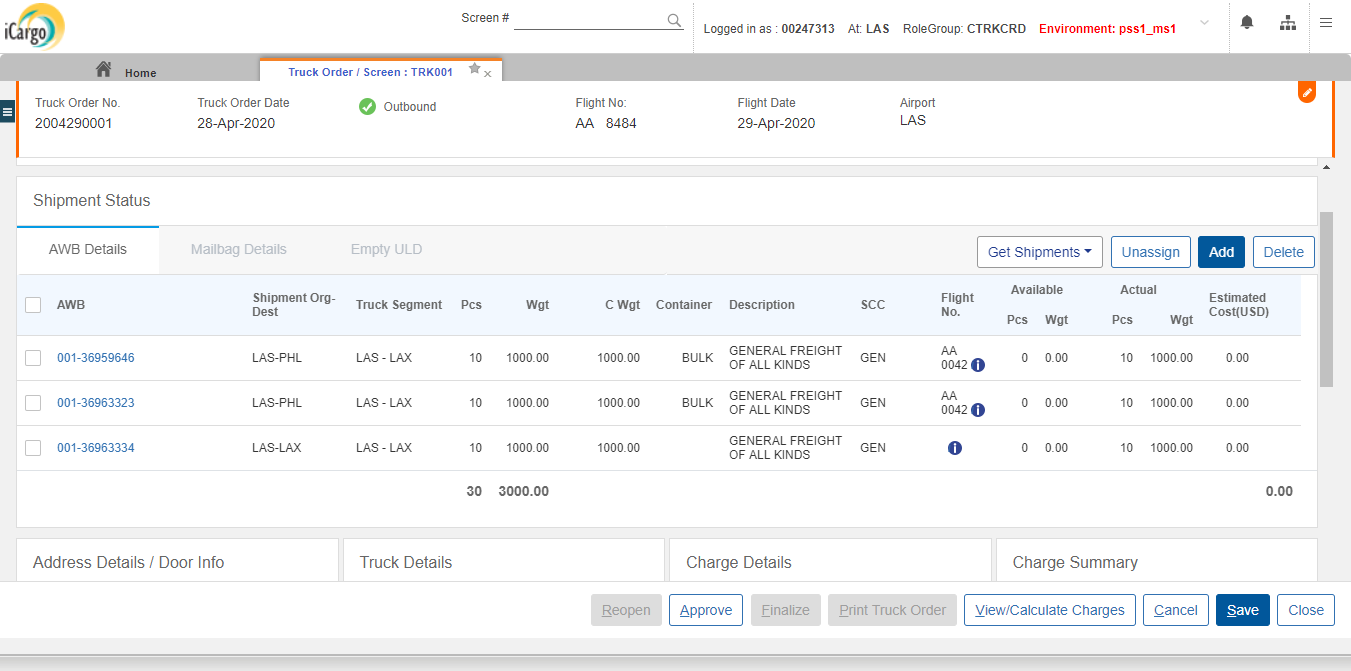 iCargo
Screen #
Logged in as : 00247313 At: LAS RoleGroup: CTRKCRD Environment: pss1_ms1
Home
Truck Order / Screen : TRK001
Truck Order No. Truck Order Date Outbound Flight No: Flight Date Airport
2004290001 28-Apr-2020 AA 8484 29-Apr-2020 LAS
Shipment Status
AWB Details Mailbag Details Empty ULD
Get Shipments Unassign Add Delete
AWB Shipment Org-Dest Truck Segment Pcs Wgt C Wgt Container Description SCC Flight No. Available Pcs Wgt Actual Pcs Wgt Estimated Cost(USD)
001-36959646 LAS-PHL LAS - LAX 10 1000.00 1000.00 BULK GENERAL FREIGHT OF ALL KINDS GEN AA 0042 i 0 0.00 10 1000.00 0.00
001-36963323 LAS-PHL LAS - LAX 10 1000.00 1000.00 BULK GENERAL FREIGHT OF ALL KINDS GEN AA 0042 i 0 0.00 10 1000.00 0.00
001-36963334 LAS-LAX LAS - LAX 10 1000.00 1000.00 GENERAL FREIGHT OF ALL KINDS GEN i 0 0.00 10 1000.00 0.00
30 3000.00 0.00
Address Details / Door Info Truck Details Charge Details Charge Summary
Reopen Approve Finalize Print Truck Order View/Calculate Charges Cancel Save Close